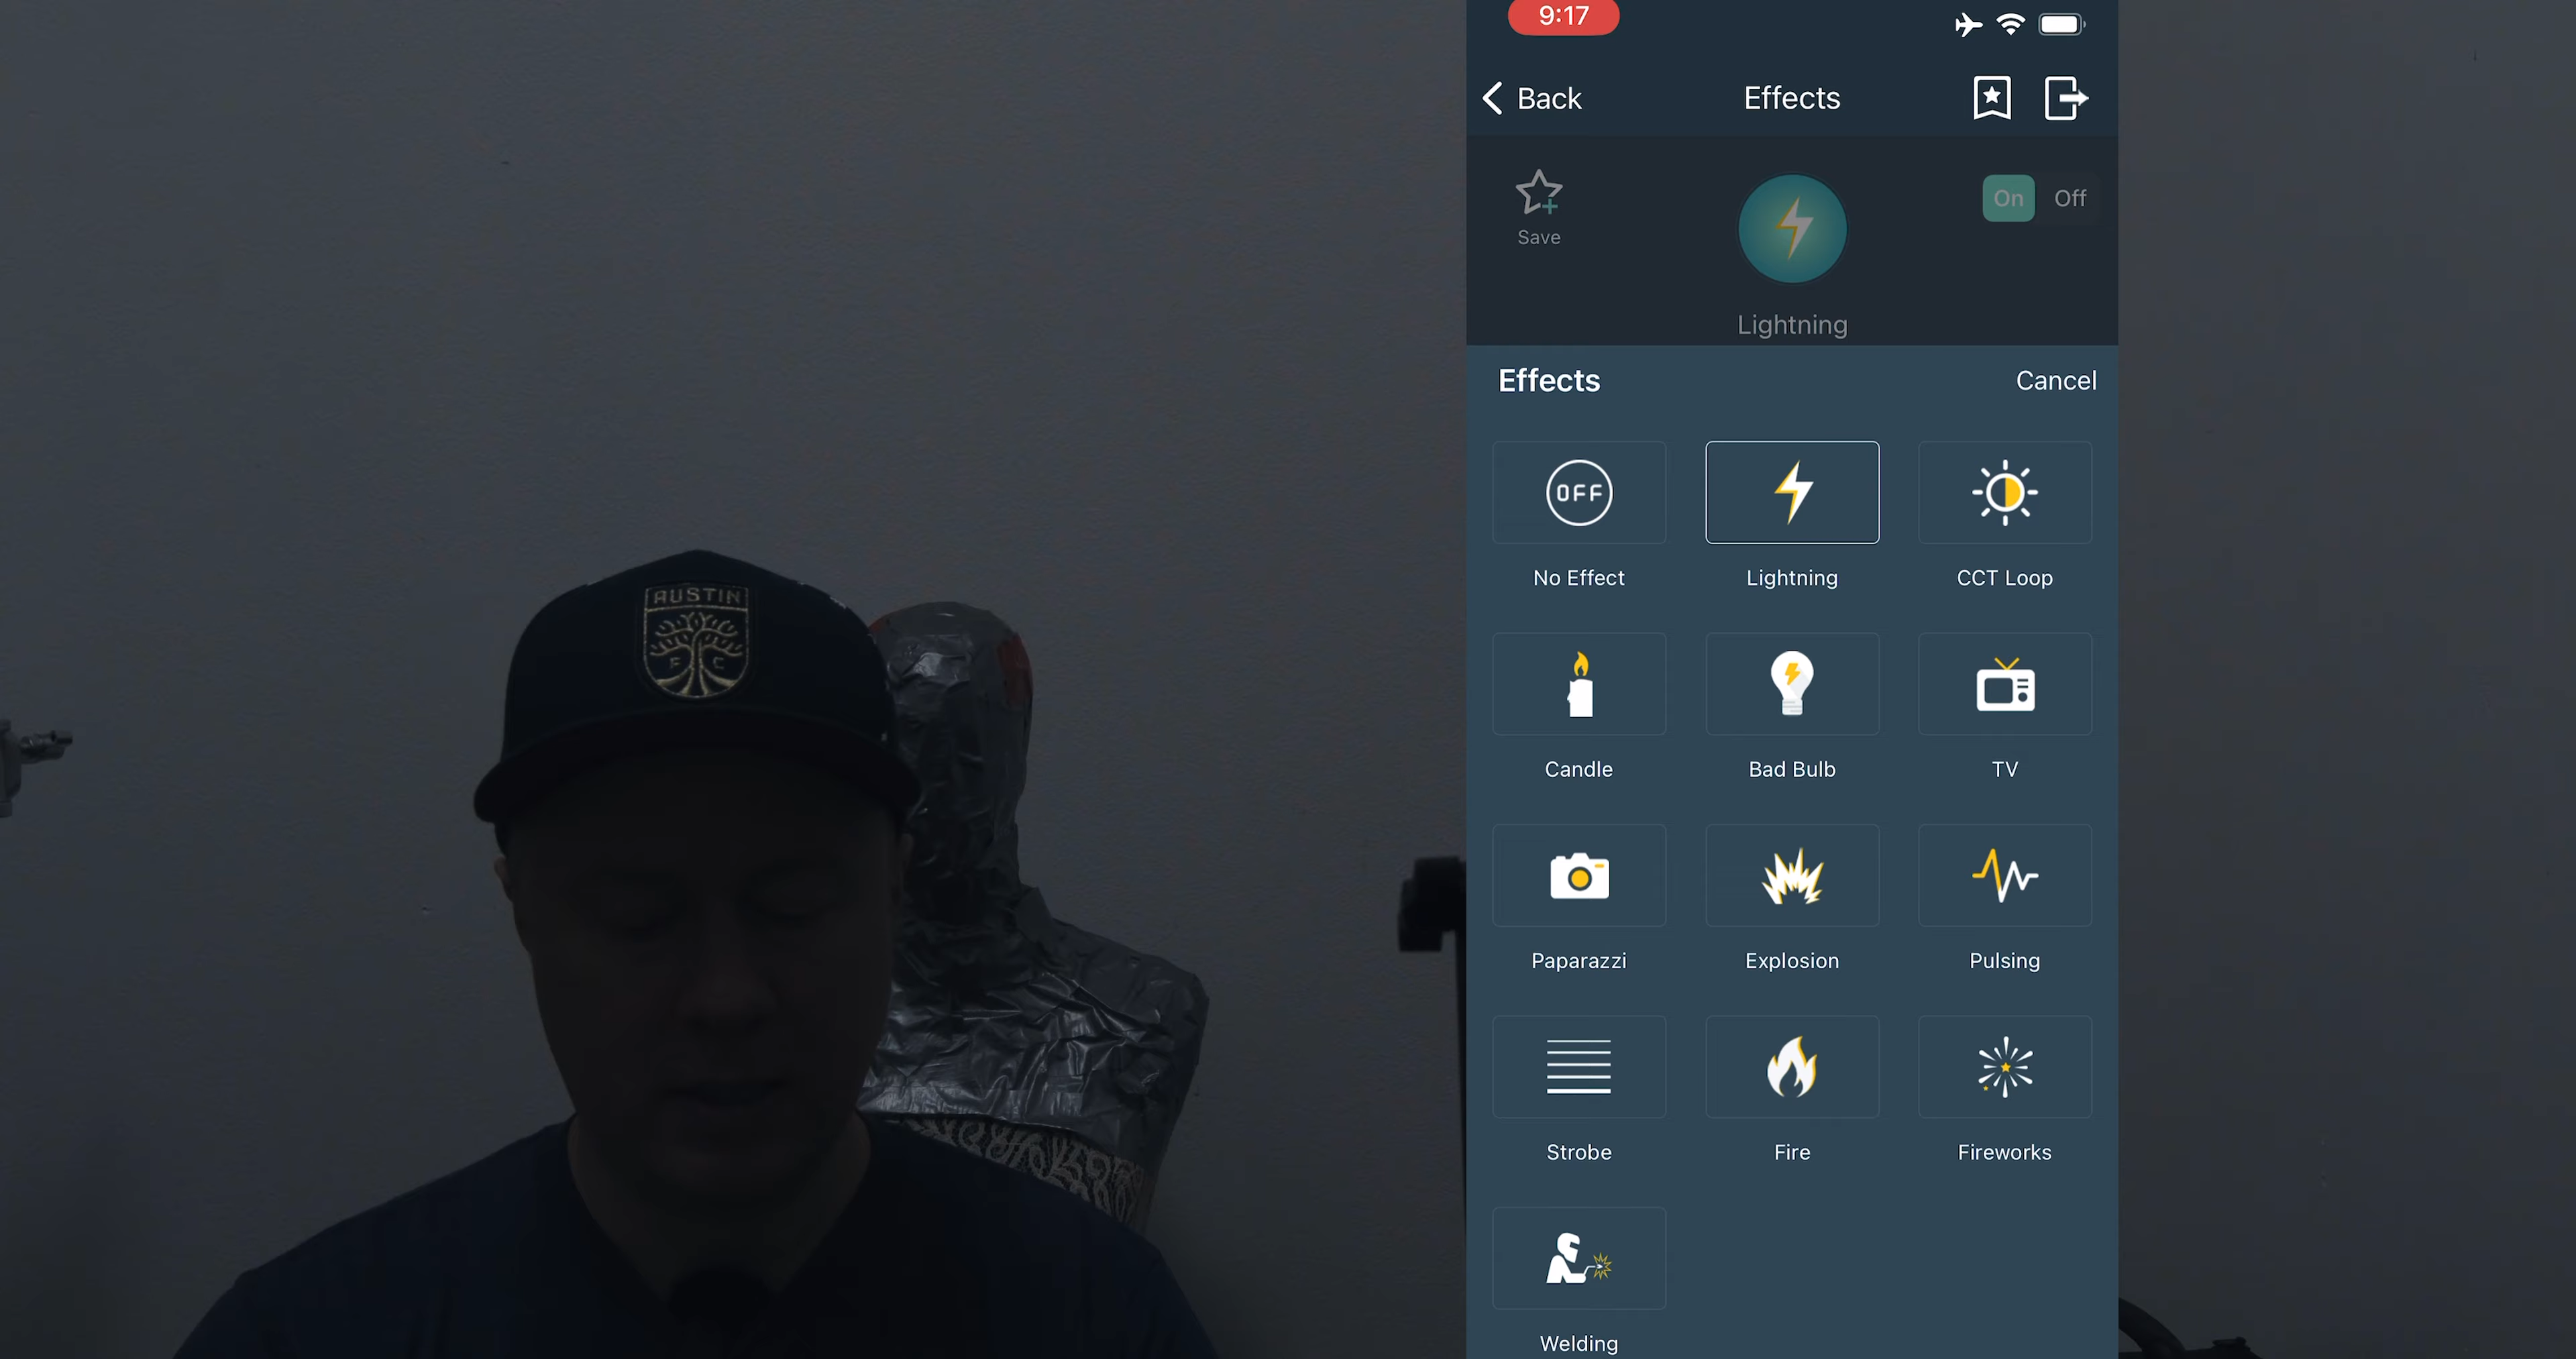 9:17
Back
Effects
Save
On
Off
Lightning
Effects
Cancel
OFF
No Effect
Lightning
CCT Loop
Candle
Bad Bulb
TV
Paparazzi
Explosion
Pulsing
Strobe
Fire
Fireworks
Welding
AUSTIN
F C